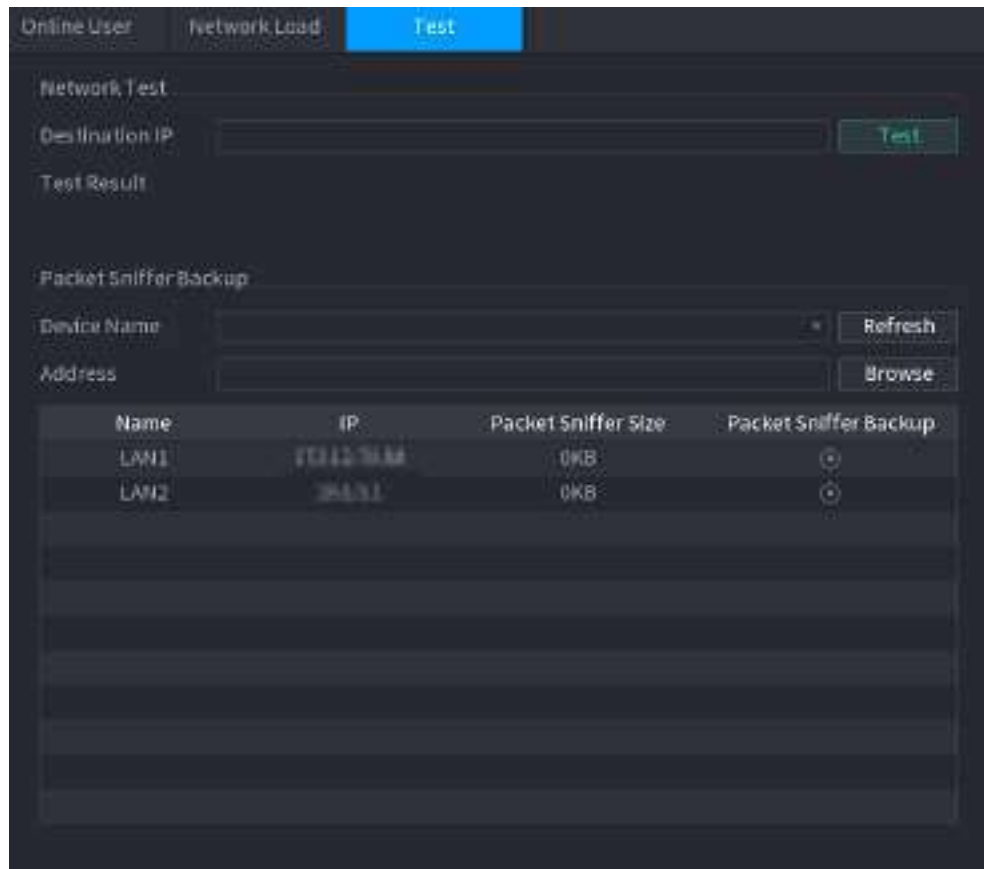 Online User Network Load Test
Network Test
Destination IP Test
Test Result
Packet Sniffer Backup
Device Name Refresh
Address Browse
Name IP Packet Sniffer Size Packet Sniffer Backup
LAN1 0KB
LAN2 0KB